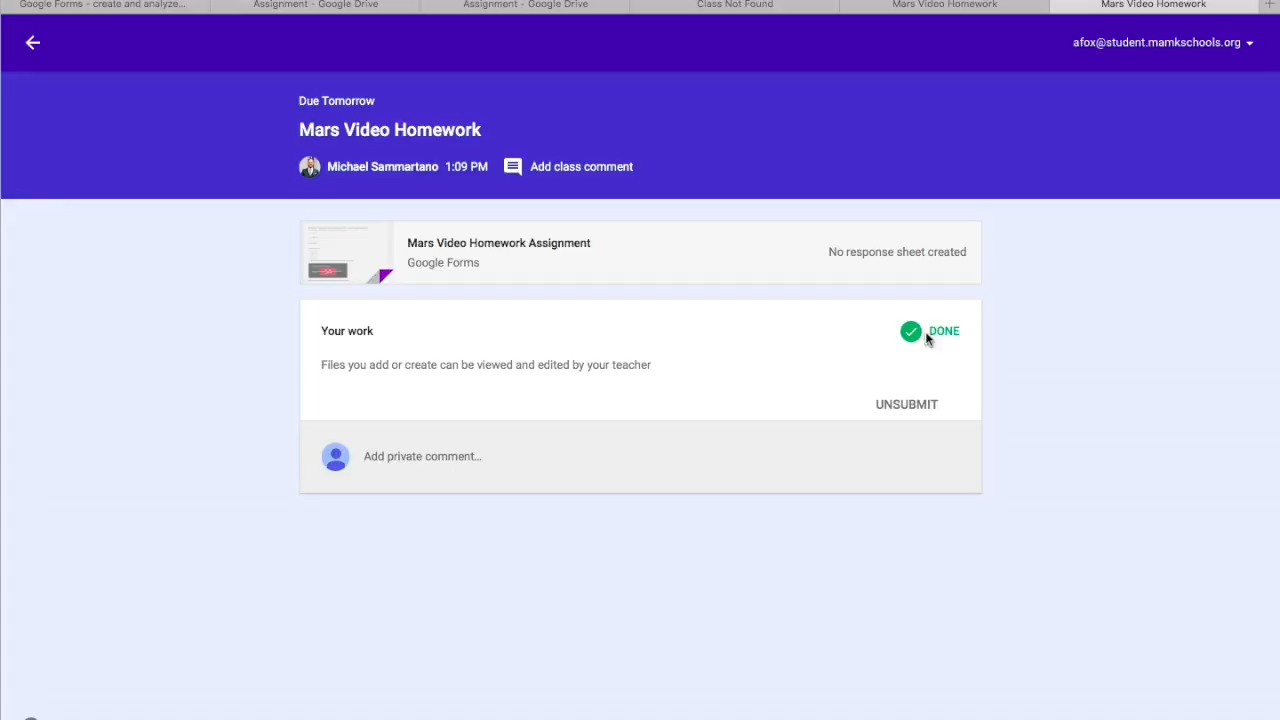 Google Forms - create and analyze...
Assignment - Google Drive
Assignment - Google Drive
Class Not Found
Mars Video Homework
Mars Video Homework
afox@student.mamkschools.org
Due Tomorrow
Mars Video Homework
Michael Sammartano 1:09 PM Add class comment
Mars Video Homework Assignment
Google Forms
No response sheet created
Your work
DONE
Files you add or create can be viewed and edited by your teacher
UNSUBMIT
Add private comment...